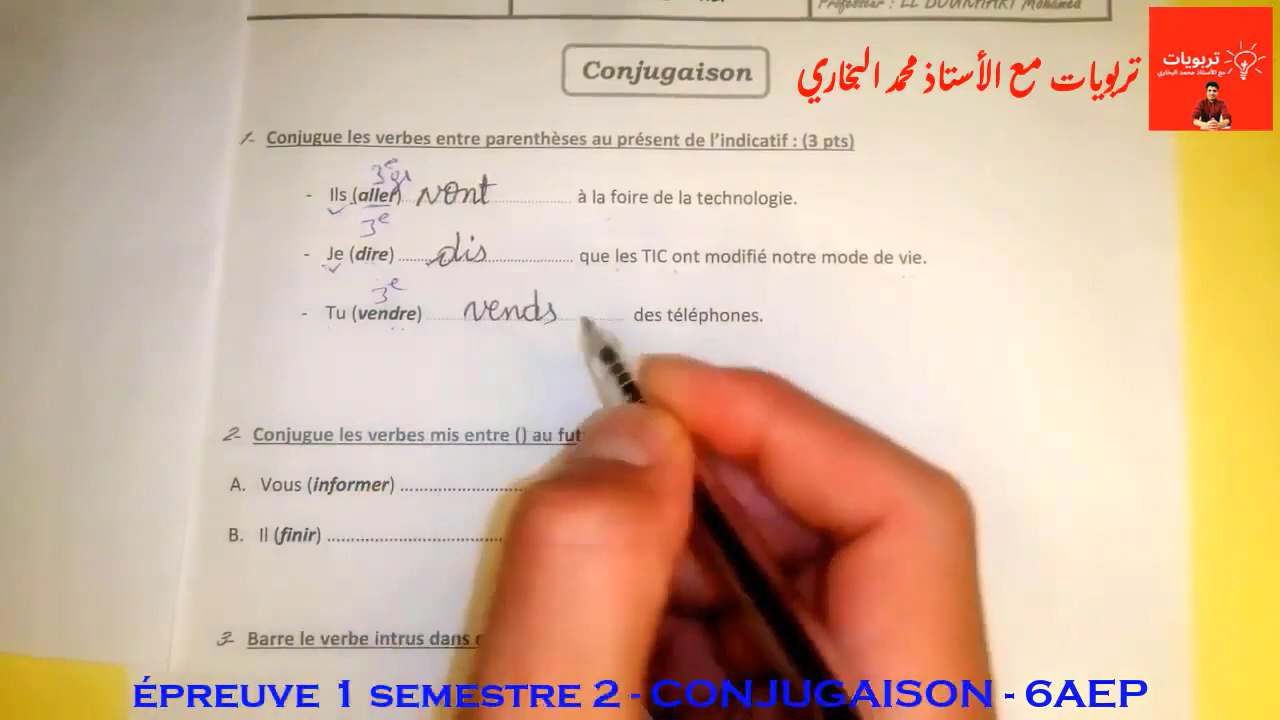 Professeur : EL BOUKHARI Mohamed
Conjugaison
تربويات مع الأستاذ محمد البخاري
تربويات
مع الأستاذ محمد البخاري
1- Conjugue les verbes entre parenthèses au présent de l'indicatif : (3 pts)
3e gr
- Ils (aller) vont à la foire de la technologie.
3e
- Je (dire) ... dis ... que les TIC ont modifié notre mode de vie.
3e
- Tu (vendre) vends des téléphones.
2- Conjugue les verbes mis entre () au fut
A. Vous (informer) ...
B. Il (finir) ...
3- Barre le verbe intrus dans
ÉPREUVE 1 SEMESTRE 2 - CONJUGAISON - 6AEP